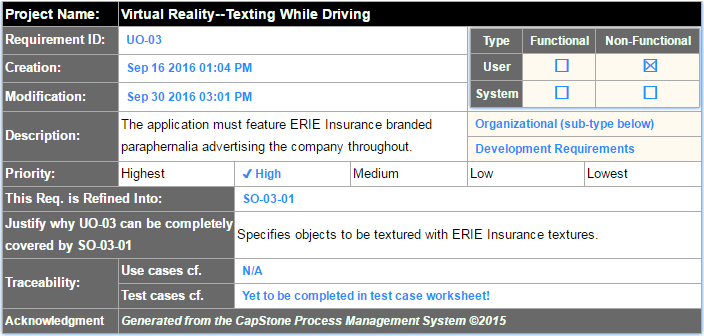 Project Name: Virtual Reality--Texting While Driving
Requirement ID: UO-03
Type Functional Non-Functional
Creation: Sep 16 2016 01:04 PM
User ☐ ☒
Modification: Sep 30 2016 03:01 PM
System ☐ ☐
Description: The application must feature ERIE Insurance branded
paraphernalia advertising the company throughout.
Organizational (sub-type below)
Development Requirements
Priority: Highest ✓ High Medium Low Lowest
This Req. is Refined Into: SO-03-01
Justify why UO-03 can be completely
covered by SO-03-01
Specifies objects to be textured with ERIE Insurance textures.
Traceability:
Use cases cf. N/A
Test cases cf. Yet to be completed in test case worksheet!
Acknowledgment Generated from the CapStone Process Management System ©2015